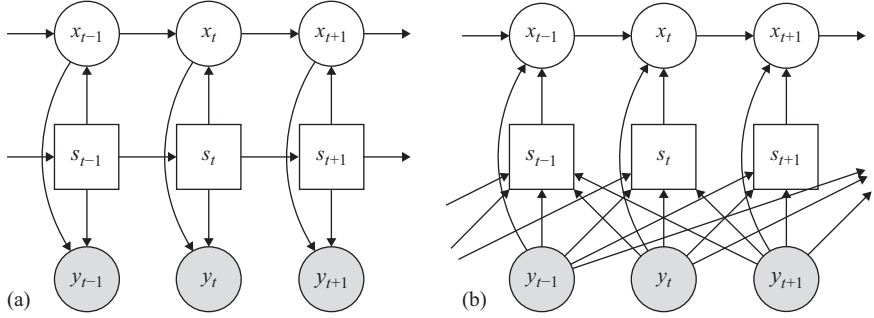 x_{t−1} x_t x_{t+1} x_{t−1} x_t x_{t+1}
s_{t−1} s_t s_{t+1} s_{t−1} s_t s_{t+1}
(a) y_{t−1} y_t y_{t+1} (b) y_{t−1} y_t y_{t+1}